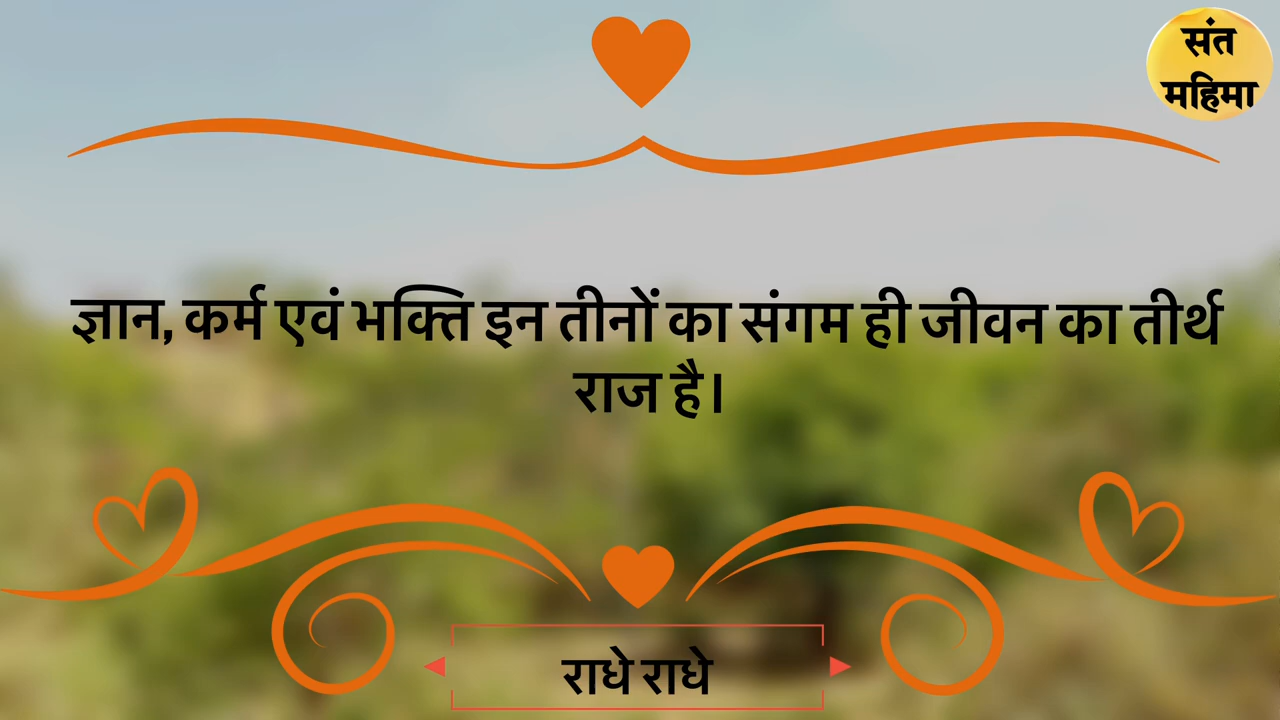 संत
महिमा
ज्ञान, कर्म एवं भक्ति इन तीनों का संगम ही जीवन का तीर्थ
राज है।
राधे राधे